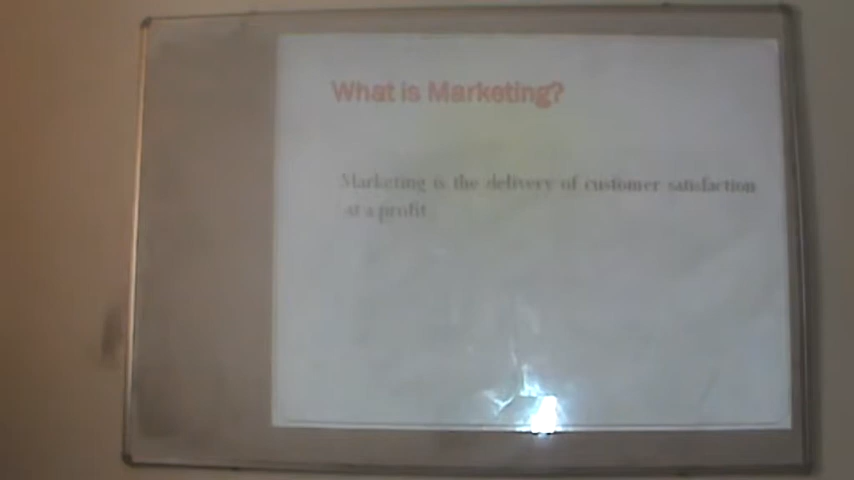 What is Marketing?
Marketing is the delivery of customer satisfaction
at a profit